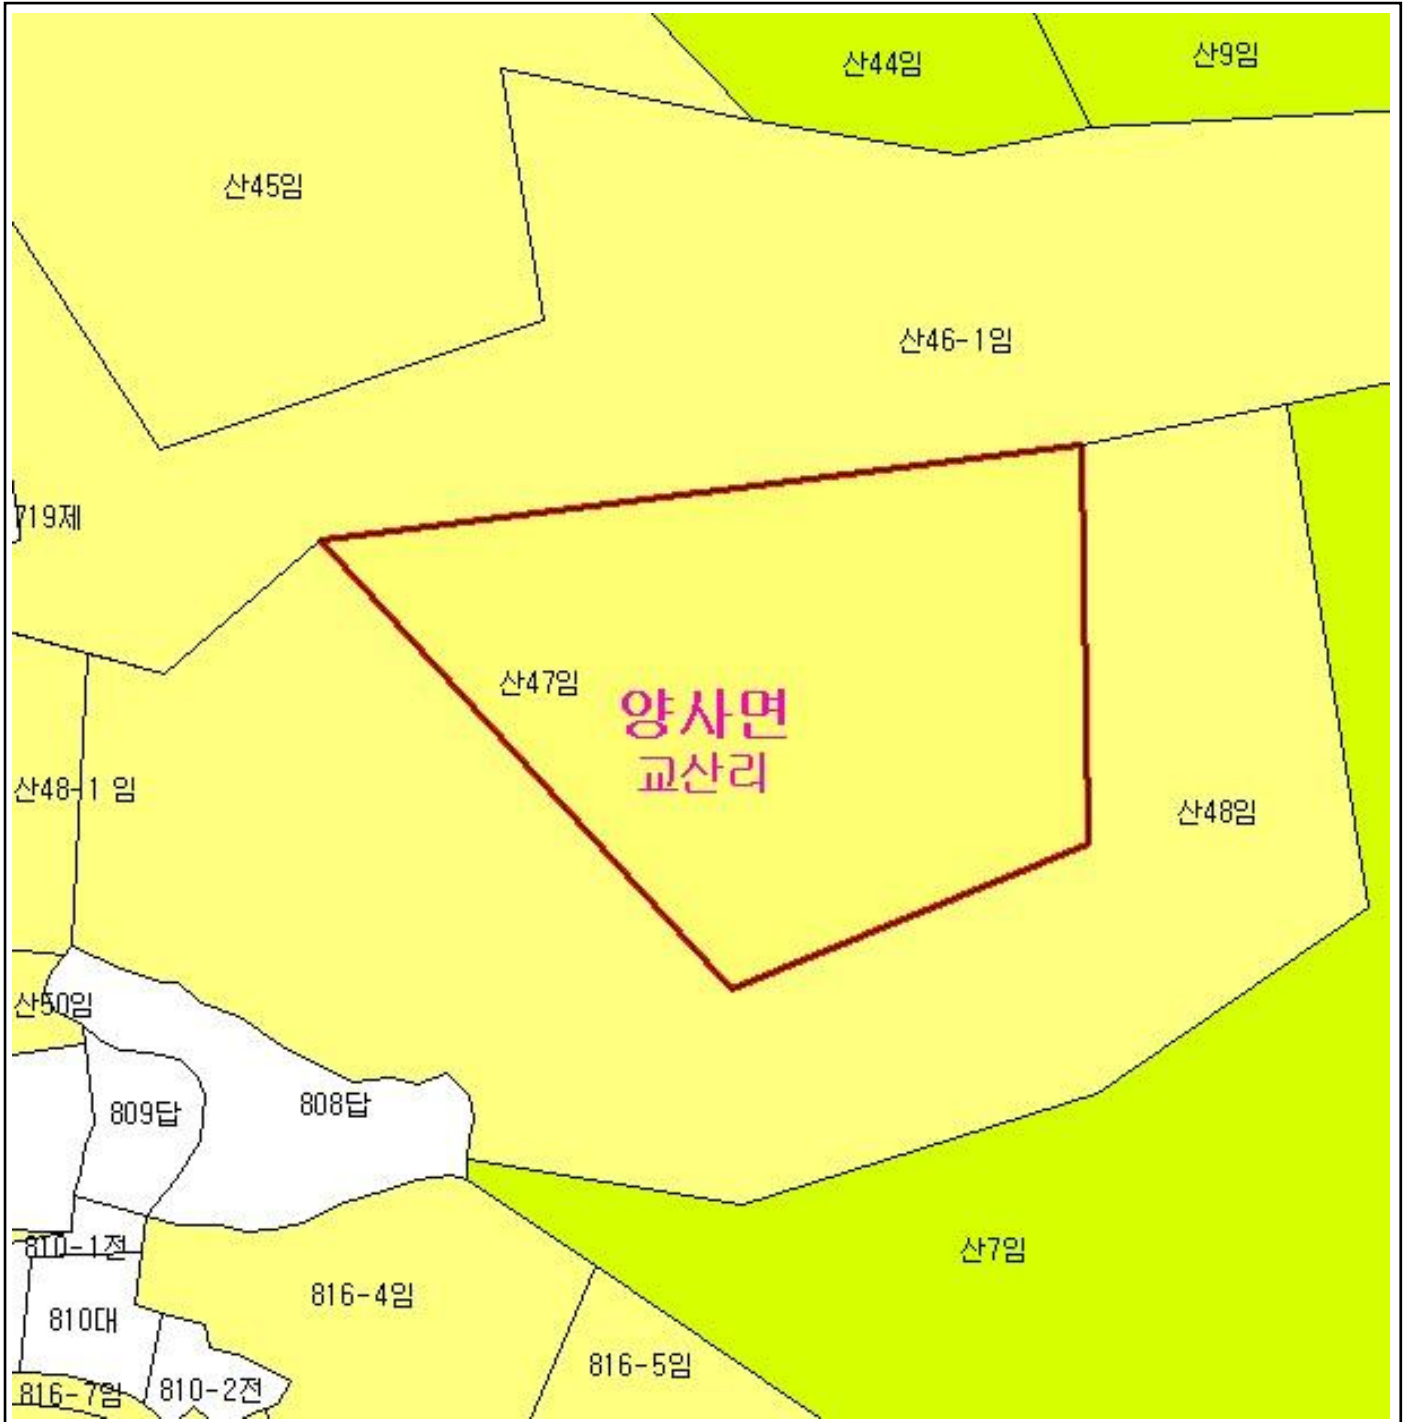 산44임
산9임
산45임
산46-1임
719제
산47임
양사면
교산리
산48-1 임
산48임
산50임
809답
808답
810-1전
산7임
816-4임
810대
816-5임
816-7임
810-2전